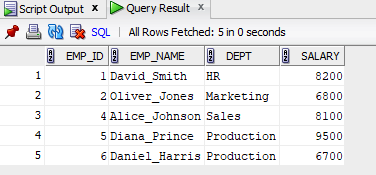 Script Output x Query Result x
SQL | All Rows Fetched: 5 in 0 seconds
EMP_ID EMP_NAME DEPT SALARY
1 1 David_Smith HR 8200
2 2 Oliver_Jones Marketing 6800
3 4 Alice_Johnson Sales 8100
4 5 Diana_Prince Production 9500
5 6 Daniel_Harris Production 6700